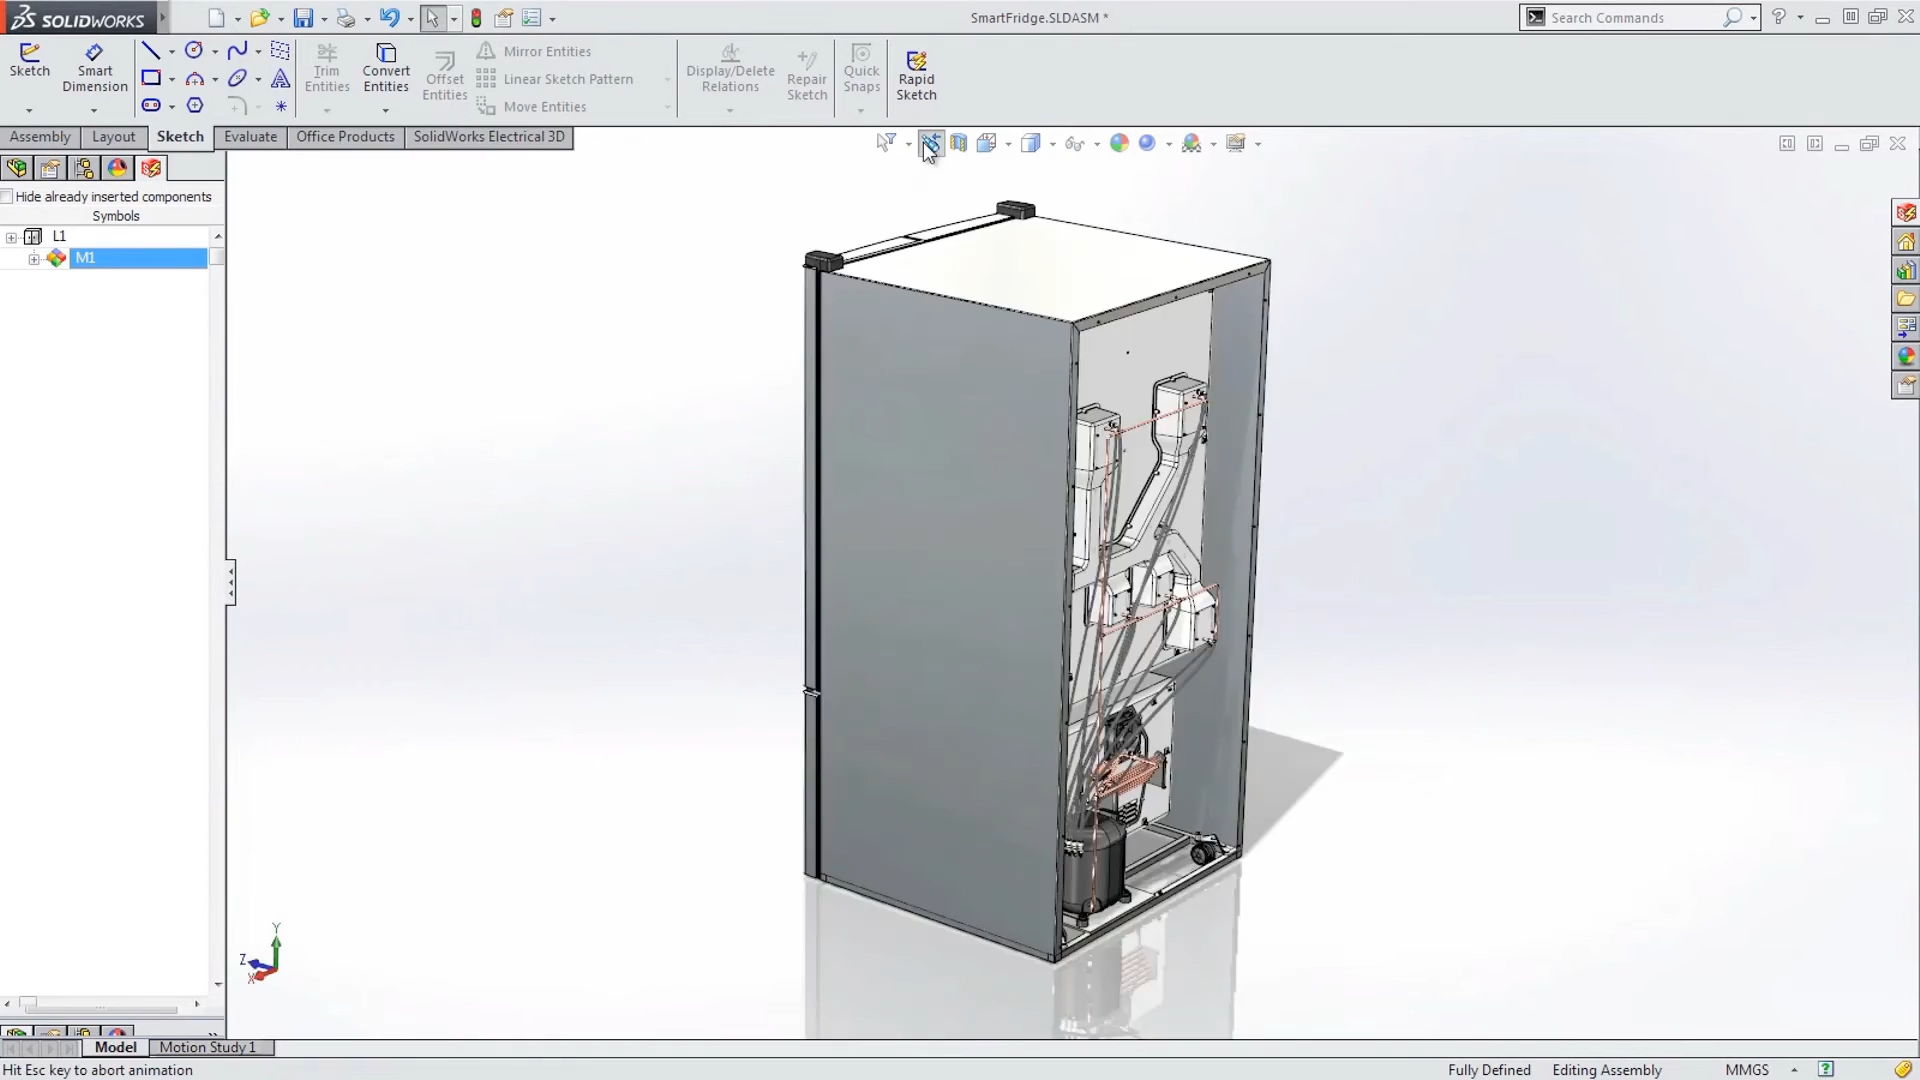 SOLIDWORKS
SmartFridge.SLDASM *
Search Commands
Sketch
Smart Dimension
Trim Entities
Convert Entities
Offset Entities
Mirror Entities
Linear Sketch Pattern
Move Entities
Display/Delete Relations
Repair Sketch
Quick Snaps
Rapid Sketch
Assembly
Layout
Sketch
Evaluate
Office Products
SolidWorks Electrical 3D
Hide already inserted components
Symbols
L1
M1
Y
Z
X
Model
Motion Study 1
Hit Esc key to abort animation
Fully Defined
Editing Assembly
MMGS